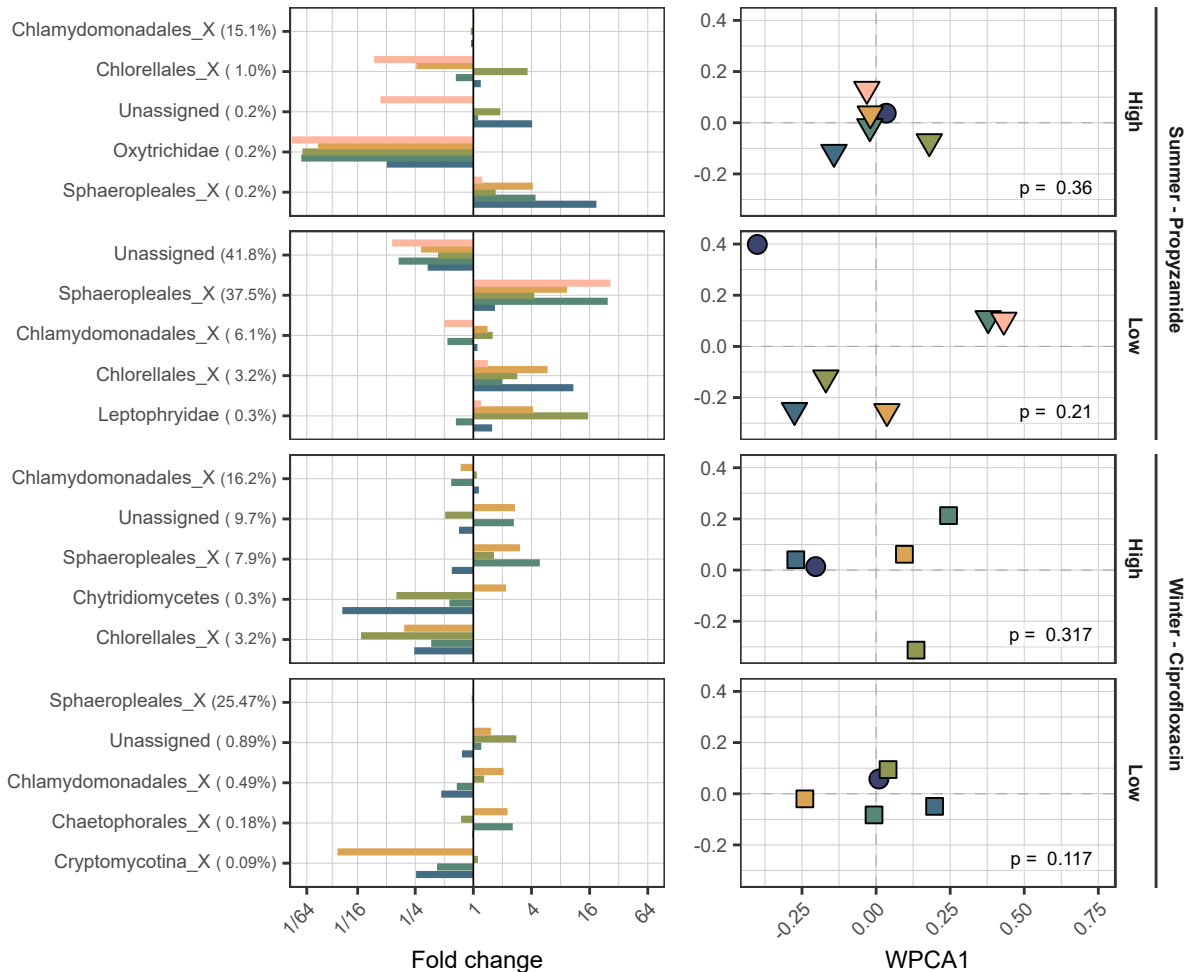 Chlamydomonadales_X (15.1%)
Chlorellales_X ( 1.0%)
Unassigned ( 0.2%)
Oxytrichidae ( 0.2%)
Sphaeropleales_X ( 0.2%)
0.4
0.2
0.0
-0.2
p = 0.36
High
Summer - Propyzamide
Unassigned (41.8%)
Sphaeropleales_X (37.5%)
Chlamydomonadales_X ( 6.1%)
Chlorellales_X ( 3.2%)
Leptophryidae ( 0.3%)
0.4
0.2
0.0
-0.2
p = 0.21
Low
Chlamydomonadales_X (16.2%)
Unassigned ( 9.7%)
Sphaeropleales_X ( 7.9%)
Chytridiomycetes ( 0.3%)
Chlorellales_X ( 3.2%)
0.4
0.2
0.0
-0.2
p = 0.317
High
Winter - Ciprofloxacin
Sphaeropleales_X (25.47%)
Unassigned ( 0.89%)
Chlamydomonadales_X ( 0.49%)
Chaetophorales_X ( 0.18%)
Cryptomycotina_X ( 0.09%)
0.4
0.2
0.0
-0.2
p = 0.117
Low
1/64 1/16 1/4 1 4 16 64
Fold change
-0.25 0.00 0.25 0.50 0.75
WPCA1